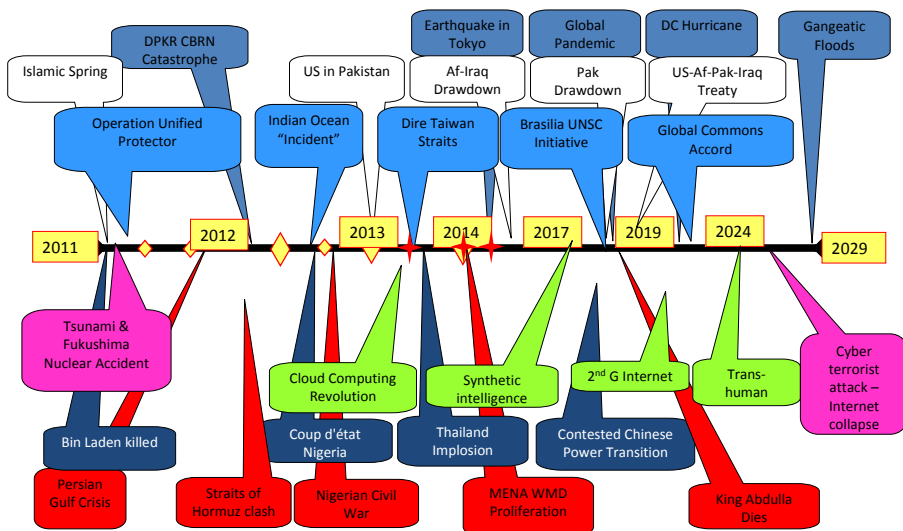 DPKR CBRN
Catastrophe
Earthquake in
Tokyo
Global
Pandemic
DC Hurricane
Gangeatic
Floods
Islamic Spring
US in Pakistan
Af-Iraq
Drawdown
Pak
Drawdown
US-Af-Pak-Iraq
Treaty
Operation Unified
Protector
Indian Ocean
“Incident”
Dire Taiwan
Straits
Brasilia UNSC
Initiative
Global Commons
Accord
2011
2012
2013
2014
2017
2019
2024
2029
Tsunami &
Fukushima
Nuclear Accident
Cloud Computing
Revolution
Synthetic
intelligence
2nd G Internet
Trans-
human
Cyber
terrorist
attack –
Internet
collapse
Bin Laden killed
Coup d'état
Nigeria
Thailand
Implosion
Contested Chinese
Power Transition
Persian
Gulf Crisis
Straits of
Hormuz clash
Nigerian Civil
War
MENA WMD
Proliferation
King Abdulla
Dies